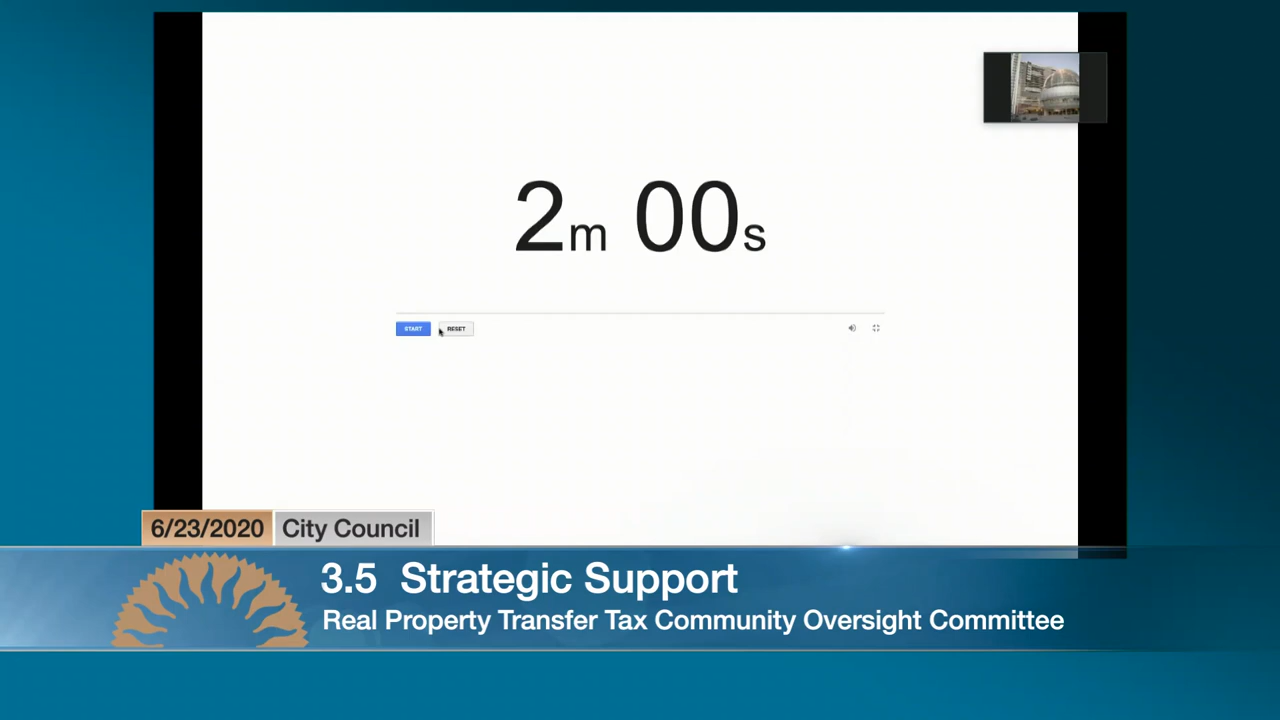 2m 00s
START RESET
6/23/2020 City Council
3.5 Strategic Support
Real Property Transfer Tax Community Oversight Committee